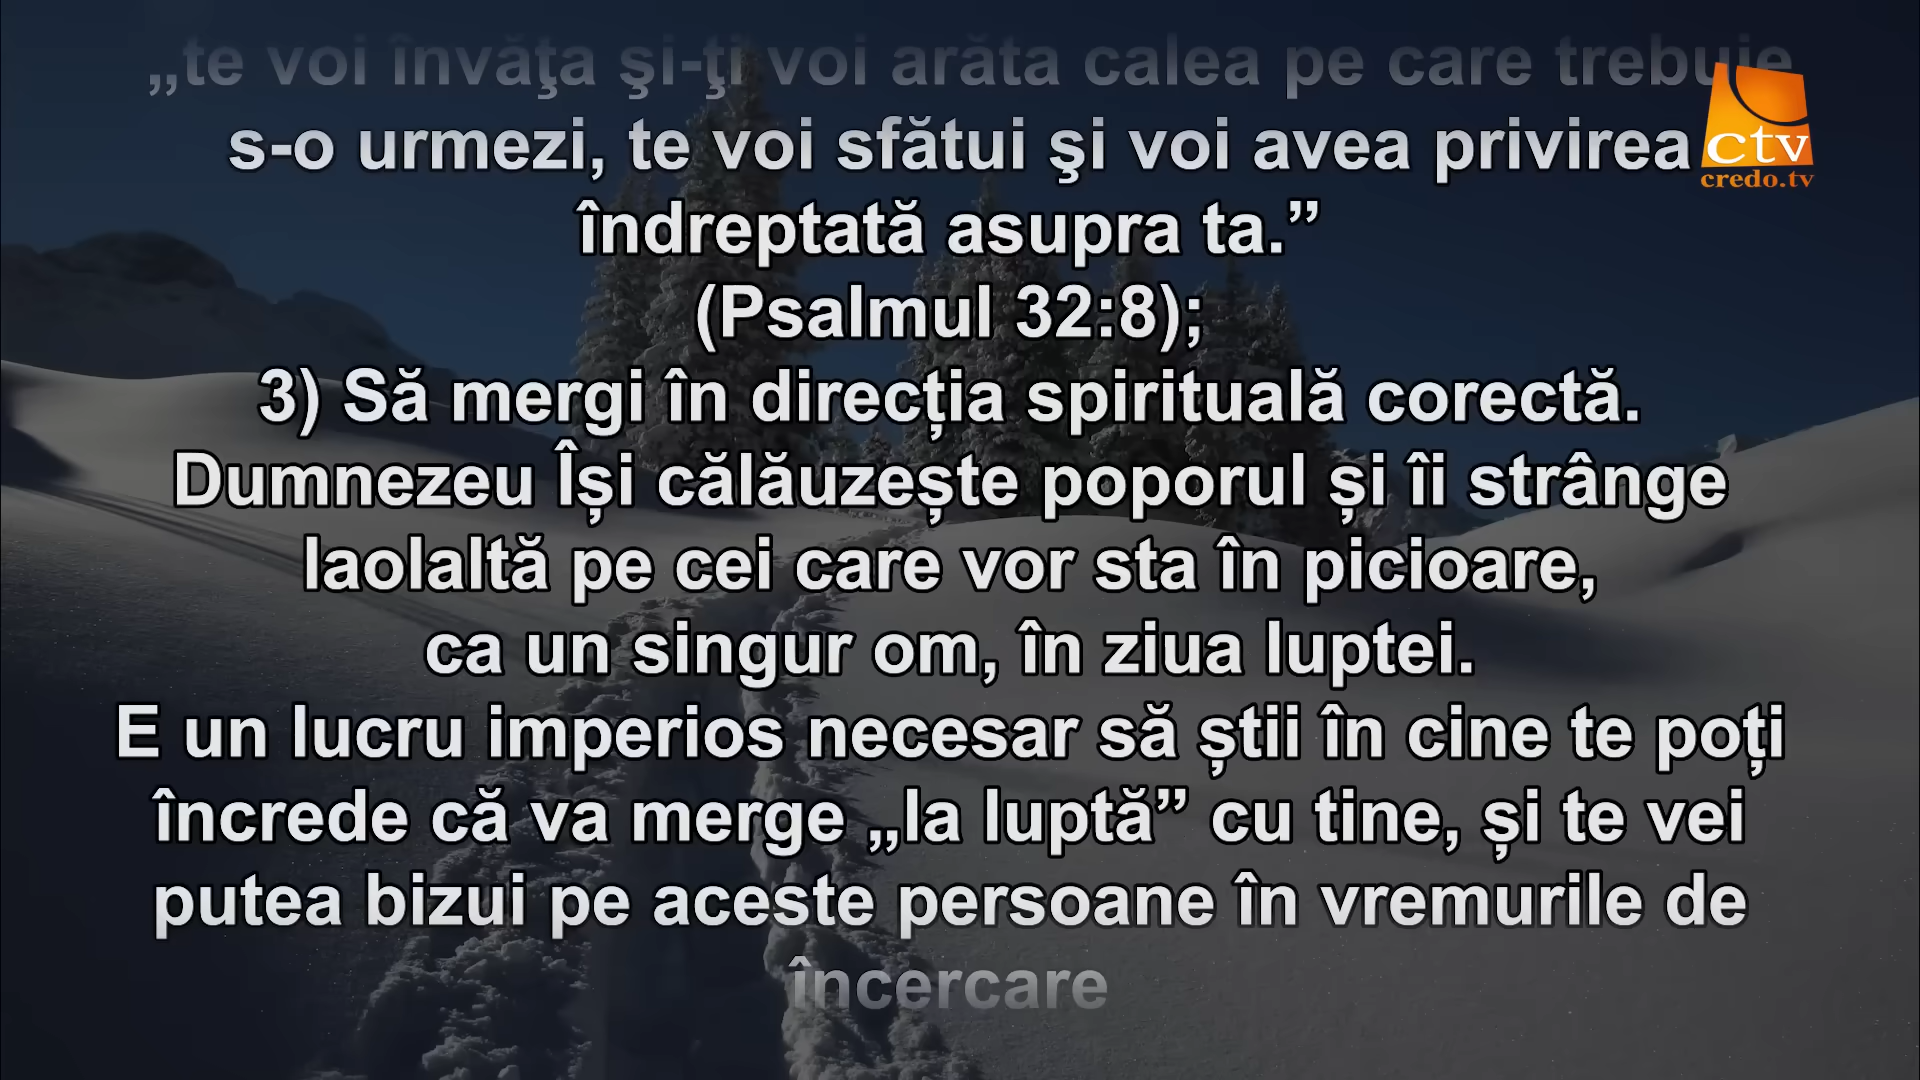 „te voi învăţa şi-ţi voi arăta calea pe care trebuie
s-o urmezi, te voi sfătui şi voi avea privirea
îndreptată asupra ta.”
(Psalmul 32:8);
3) Să mergi în direcția spirituală corectă.
Dumnezeu Își călăuzește poporul și îi strânge
laolaltă pe cei care vor sta în picioare,
ca un singur om, în ziua luptei.
E un lucru imperios necesar să știi în cine te poți
încrede că va merge „la luptă” cu tine, și te vei
putea bizui pe aceste persoane în vremurile de
încercare
ctv
credo.tv